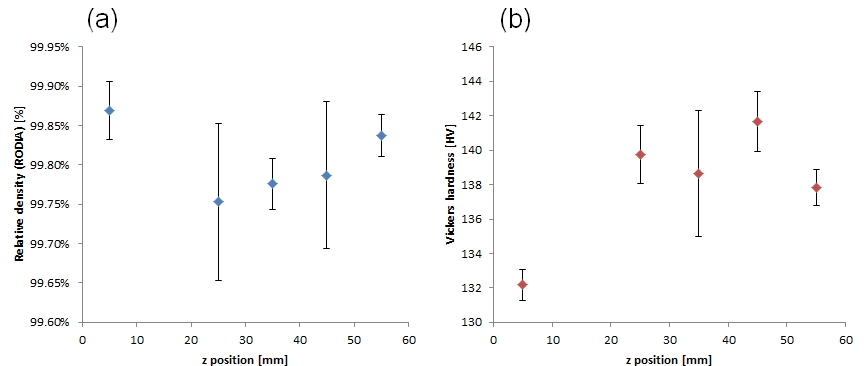 (a)
99.95%
99.90%
99.85%
99.80%
99.75%
99.70%
99.65%
99.60%
Relative density (RODIA) [%]
0 10 20 30 40 50 60
z position [mm]
(b)
146
144
142
140
138
136
134
132
130
Vickers hardness [HV]
0 10 20 30 40 50 60
z position [mm]